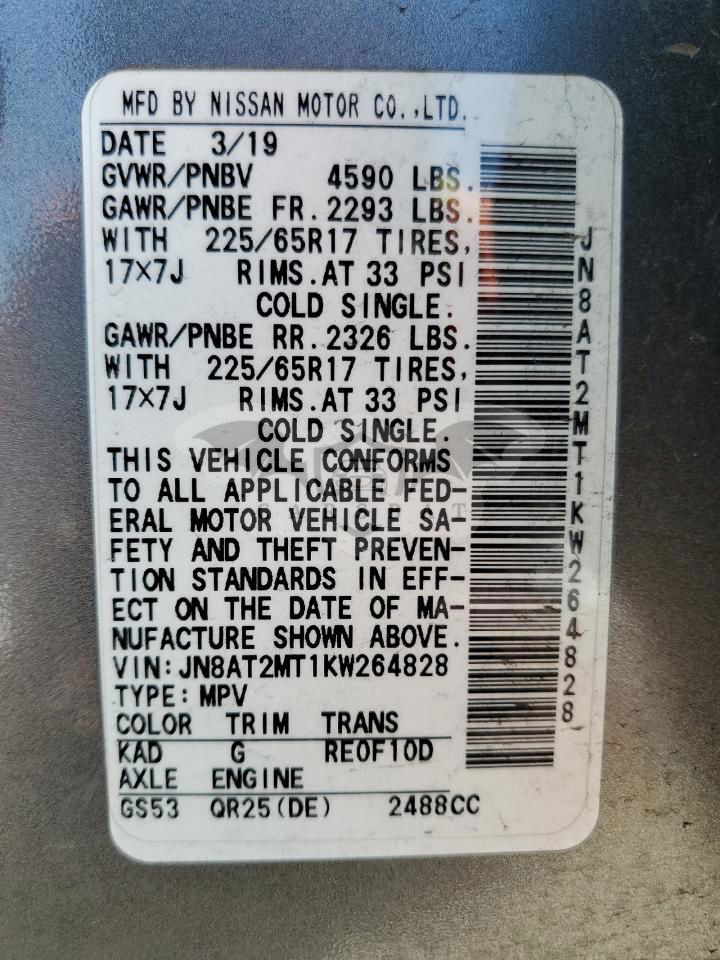 MFD BY NISSAN MOTOR CO.,LTD.
DATE 3/19
GVWR/PNBV 4590 LBS.
GAWR/PNBE FR.2293 LBS.
WITH 225/65R17 TIRES,
17X7J RIMS.AT 33 PSI
COLD SINGLE.
GAWR/PNBE RR.2326 LBS.
WITH 225/65R17 TIRES,
17X7J RIMS.AT 33 PSI
COLD SINGLE.
THIS VEHICLE CONFORMS
TO ALL APPLICABLE FED-
ERAL MOTOR VEHICLE SA-
FETY AND THEFT PREVEN-
TION STANDARDS IN EFF-
ECT ON THE DATE OF MA-
NUFACTURE SHOWN ABOVE.
VIN:JN8AT2MT1KW264828
TYPE:MPV
COLOR TRIM TRANS
KAD G RE0F10D
AXLE ENGINE
GS53 QR25(DE) 2488CC
JN8AT2MT1KW264828